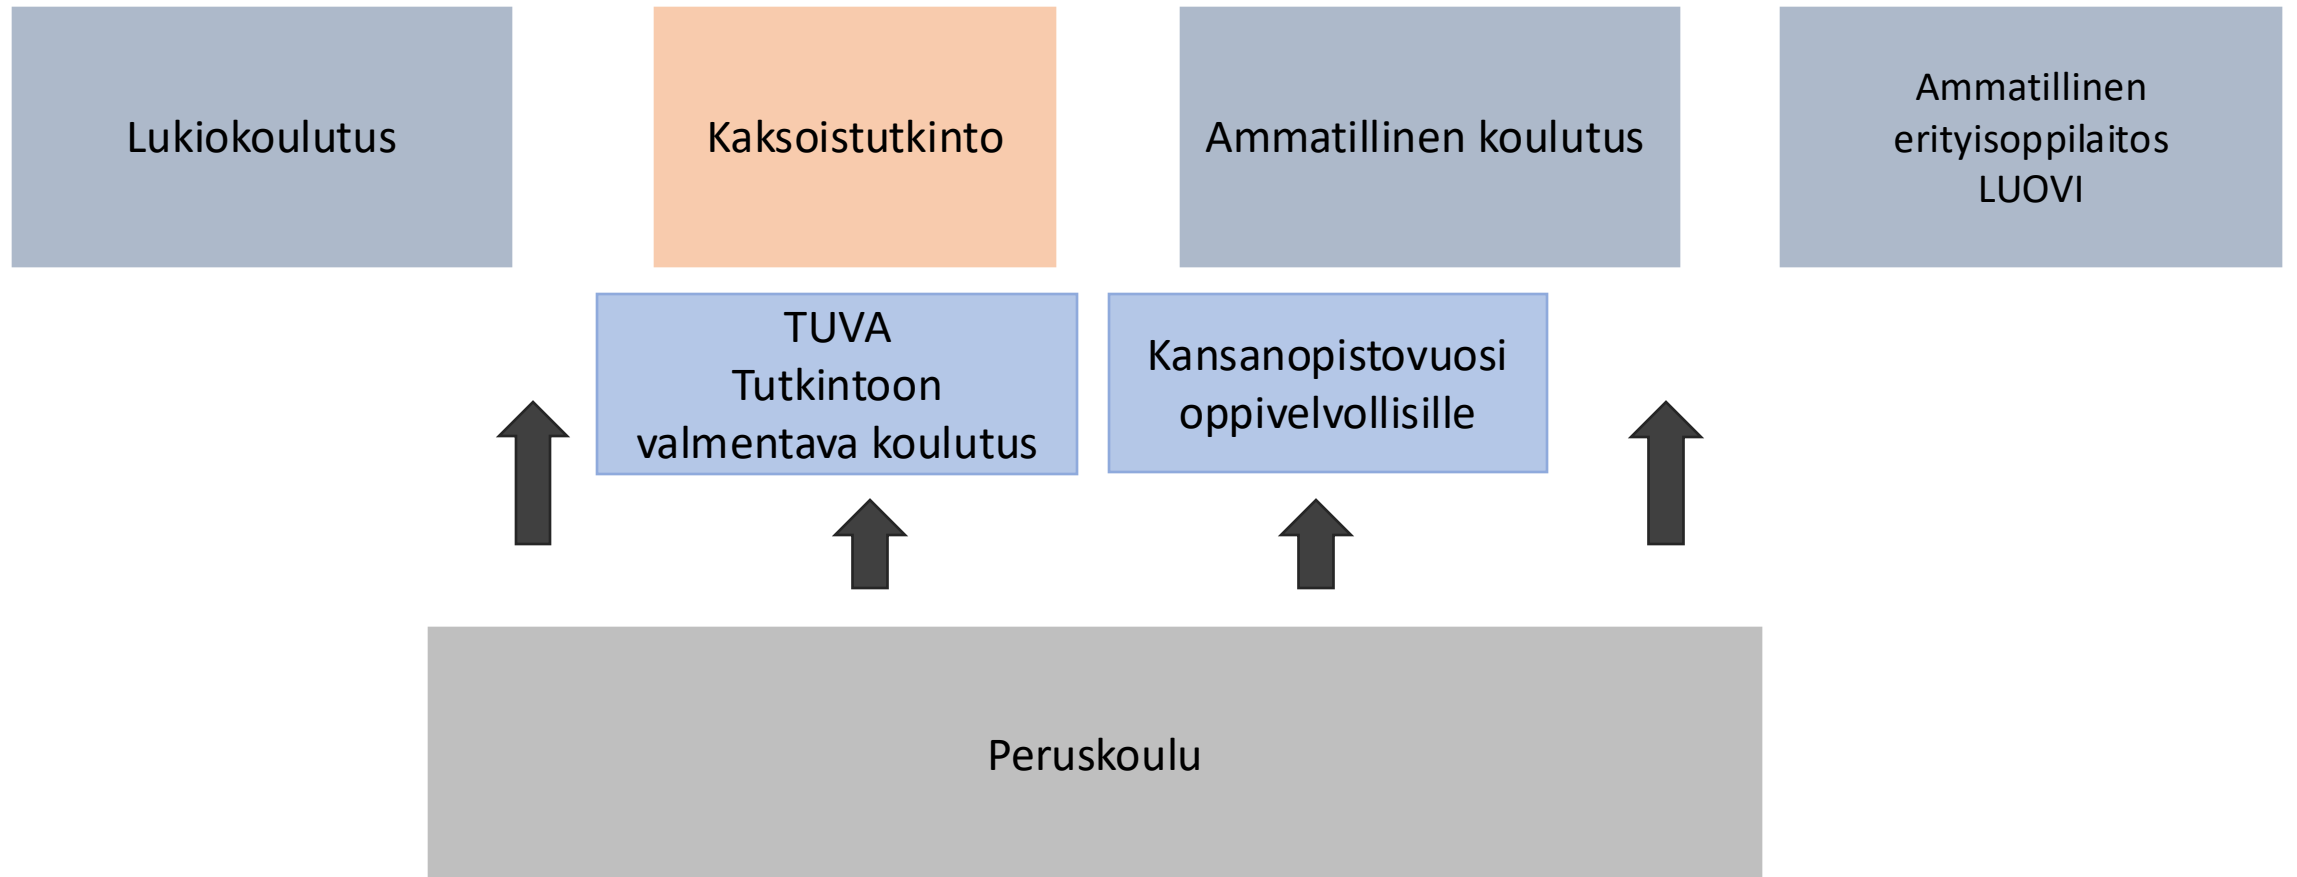 Lukiokoulutus
Kaksoistutkinto
Ammatillinen koulutus
Ammatillinen
erityisoppilaitos
LUOVI
TUVA
Tutkintoon
valmentava koulutus
Kansanopistovuosi
oppivelvollisille
Peruskoulu